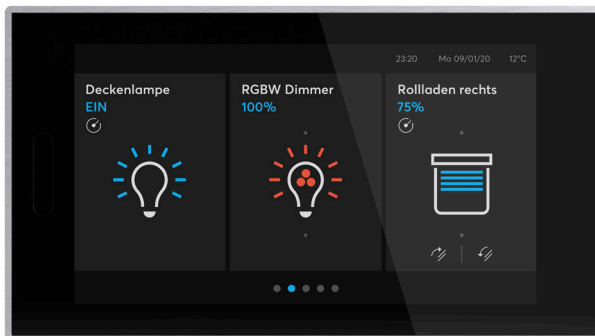 23:20 Mo 09/01/20 12°C
Deckenlampe
EIN
RGBW Dimmer
100%
Rollladen rechts
75%